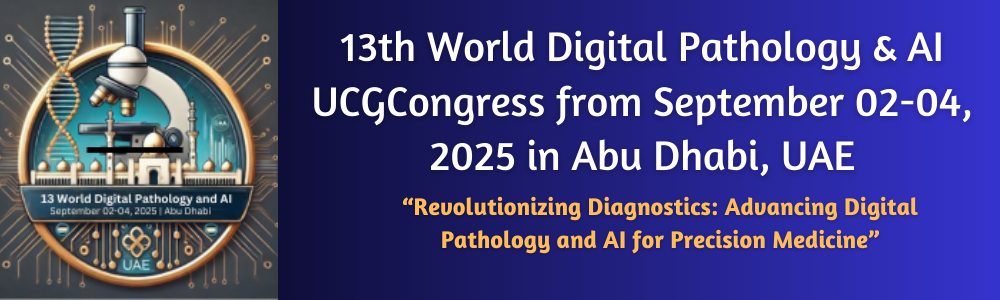 13 World Digital Pathology and AI
September 02-04, 2025 | Abu Dhabi
UAE
13th World Digital Pathology & AI
UCGCongress from September 02-04,
2025 in Abu Dhabi, UAE
“Revolutionizing Diagnostics: Advancing Digital
Pathology and AI for Precision Medicine”